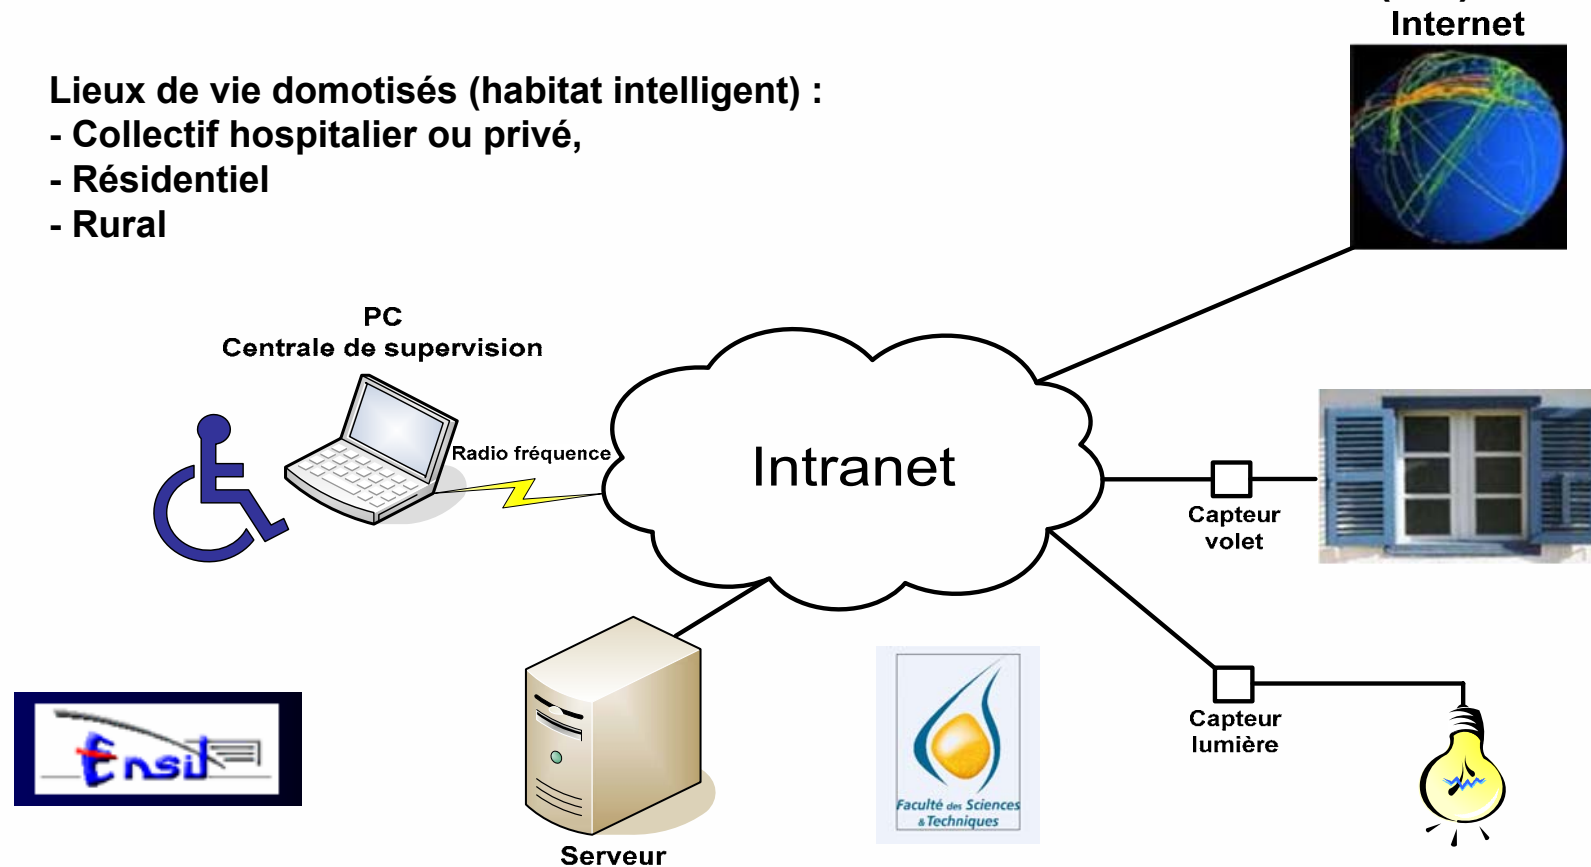 Internet
Lieux de vie domotisés (habitat intelligent) :
- Collectif hospitalier ou privé,
- Résidentiel
- Rural
PC
Centrale de supervision
Radio fréquence
Intranet
Capteur
volet
Capteur
lumière
Ensil
Faculté des Sciences
& Techniques
Serveur